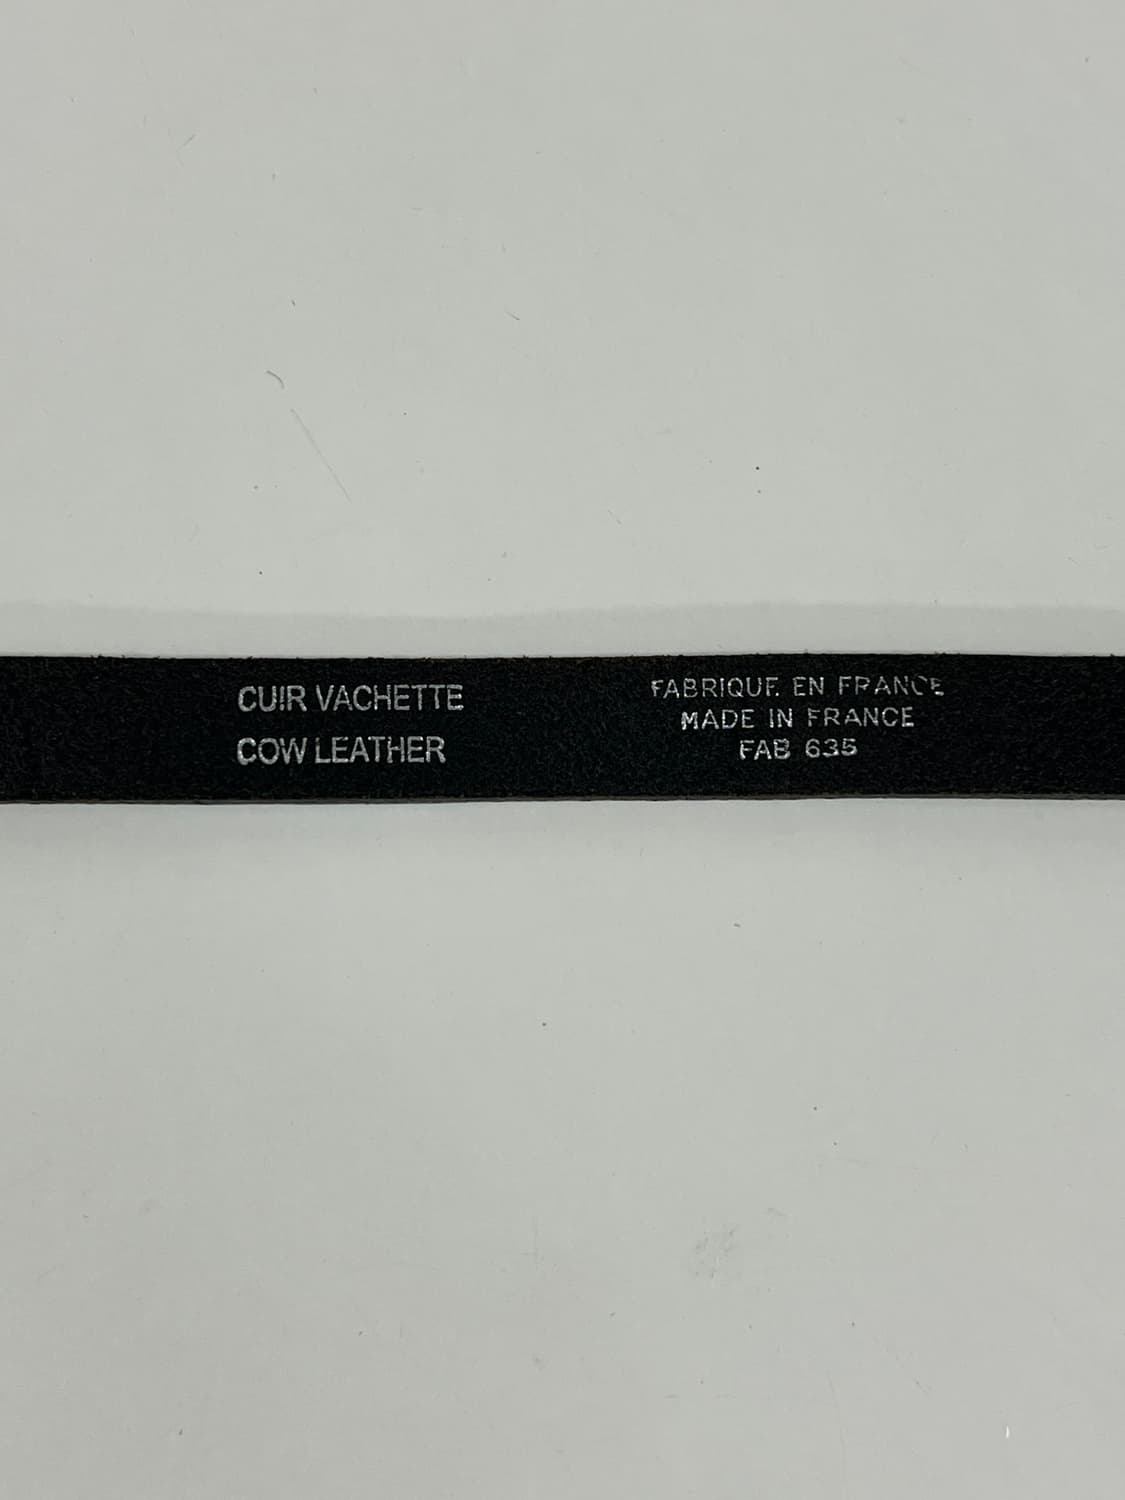 CUIR VACHETTE
COW LEATHER
FABRIQUE EN FRANCE
MADE IN FRANCE
FAB 635